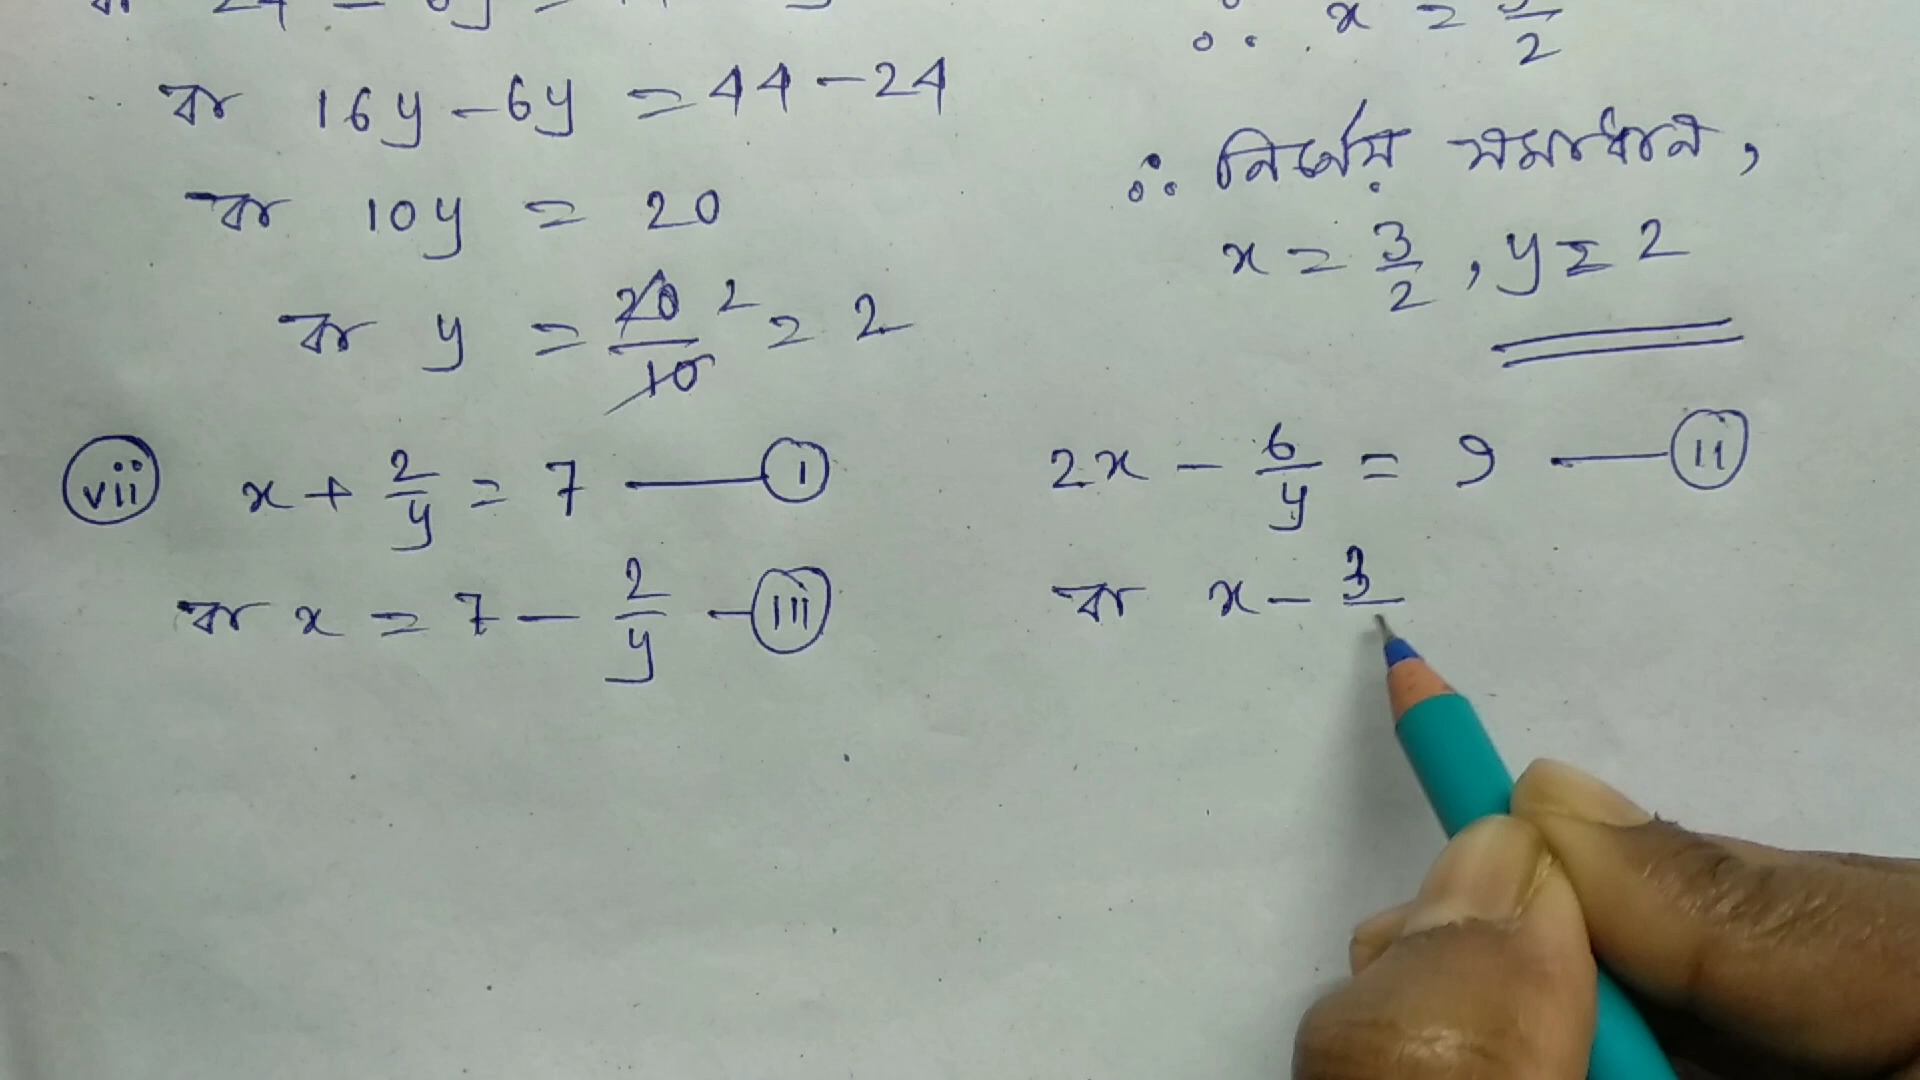 বা 16y - 6y = 44 - 24
বা 10y = 20
বা y = 20/10 2 = 2
x = 3/2
∴ নির্ণেয় সমাধান,
x = 3/2, y = 2
(vii) x + 2/y = 7 — (i)
বা x = 7 - 2/y — (iii)
2x - 6/y = 9 — (ii)
বা x - 3